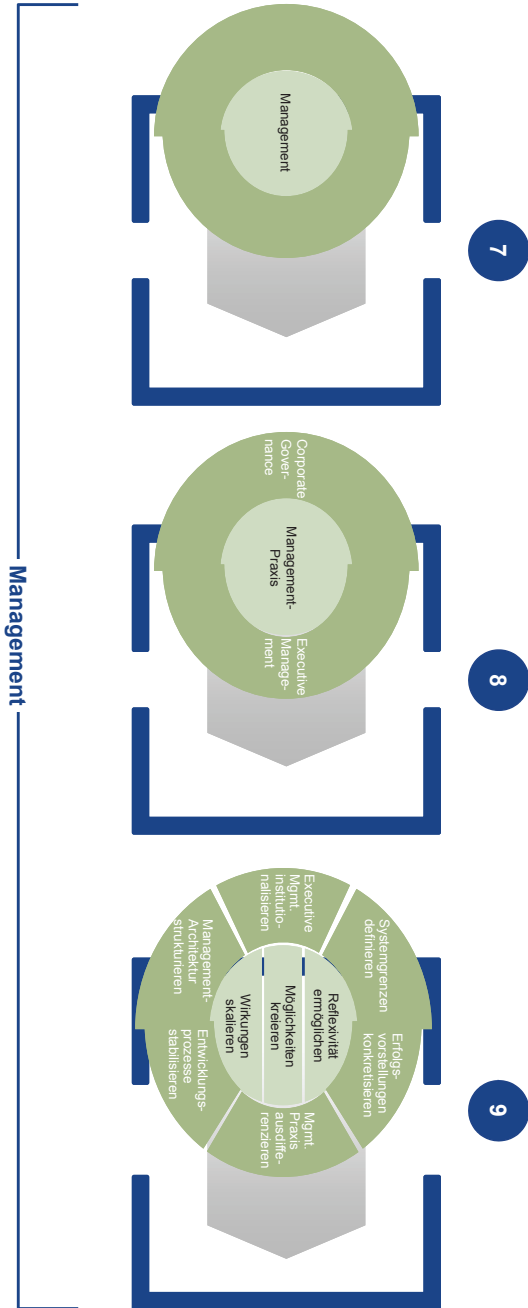 7
Management
8
Corporate
Gover-
nance
Management-
Praxis
Executive
Manage-
ment
9
Systemgrenzen
definieren
Erfolgs-
vorstellungen
konkretisieren
Executive
Mgmt.
institutio-
nalisieren
Reflexivität
ermöglichen
Möglichkeiten
kreieren
Wirkungen
skalieren
Mgmt.
Praxis
ausdiffe-
renzieren
Management-
Architektur
strukturieren
Entwicklungs-
prozesse
stabilisieren
Management